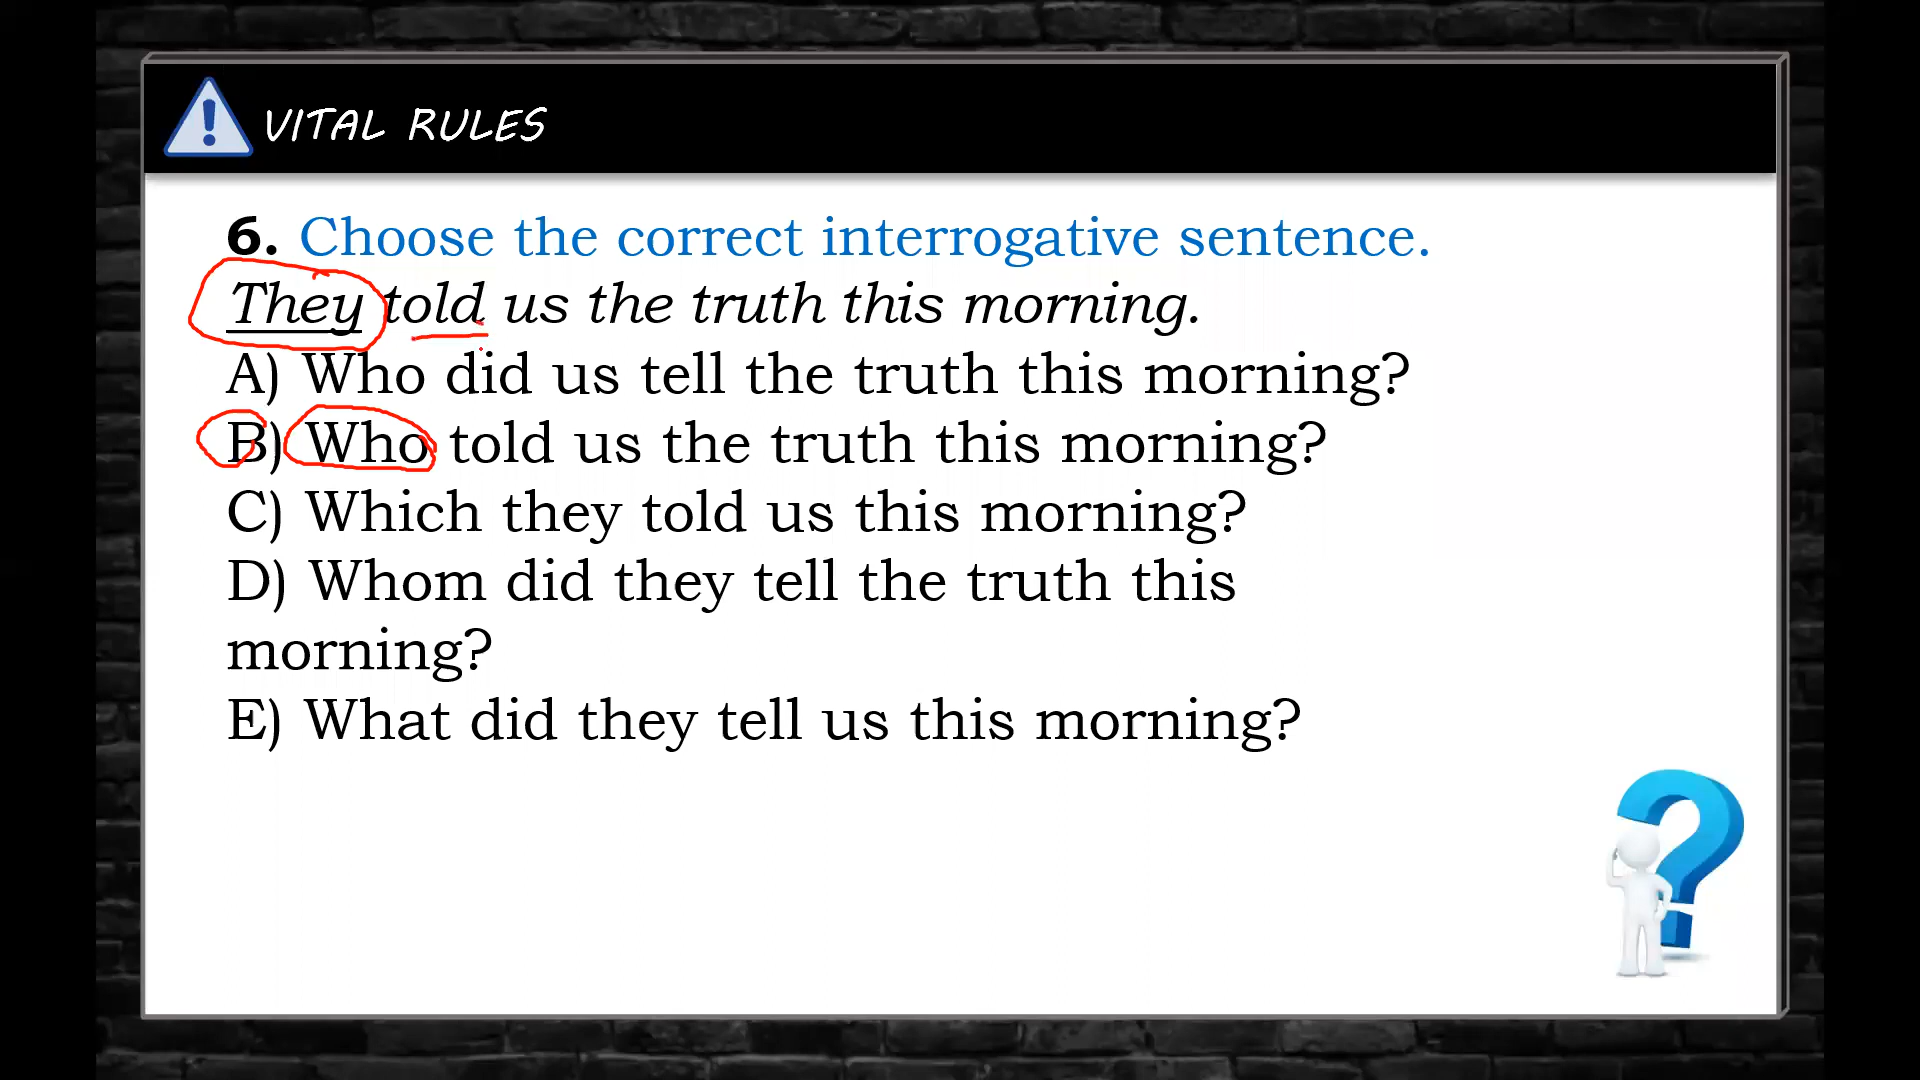 VITAL RULES
6. Choose the correct interrogative sentence.
They told us the truth this morning.
A) Who did us tell the truth this morning?
B) Who told us the truth this morning?
C) Which they told us this morning?
D) Whom did they tell the truth this
morning?
E) What did they tell us this morning?